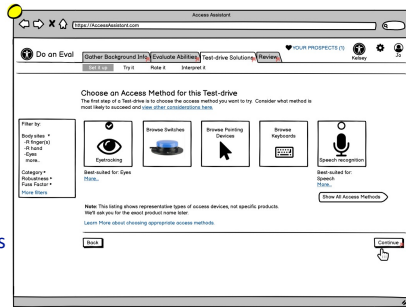 Access Assistant
https://AccessAssistant.com
Do an Eval
Gather Background Info
Evaluate Abilities
Test-drive Solutions
Review
YOUR PROSPECTS (1)
Kelsey
Jo
Set it up
Try it
Rate it
Interpret it
Choose an Access Method for this Test-drive
The first step of a Test-drive is to choose the access method you want to try. Consider what method is
most likely to succeed and view other considerations here.
Filter by:
Body sites
-R finger(s)
-R hand
-Eyes
more..
Category
Robustness
Fuss Factor
More filters
Eyetracking
Best-suited for: Eyes
More..
Browse Switches
Browse Pointing
Devices
Browse
Keyboards
Speech recognition
Best-suited for:
Speech
More..
Show All Access Methods
Note: This listing shows representative types of access devices, not specific products.
We'll ask you for the exact product name later.
Learn More about choosing appropriate access methods
Back
Continue